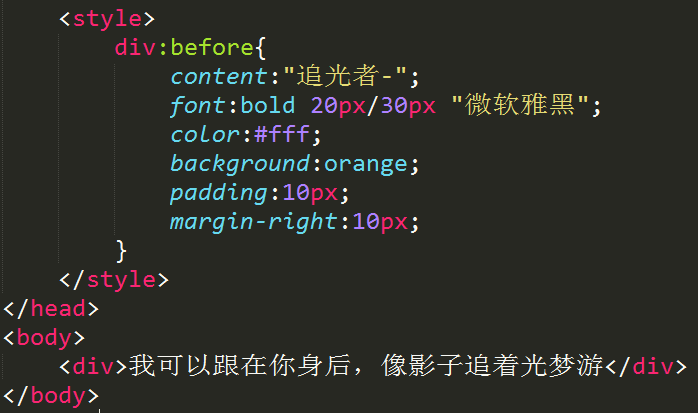 <style>
div:before{
content:"追光者-";
font:bold 20px/30px "微软雅黑";
color:#fff;
background:orange;
padding:10px;
margin-right:10px;
}
</style>
</head>
<body>
<div>我可以跟在你身后，像影子追着光梦游</div>
</body>